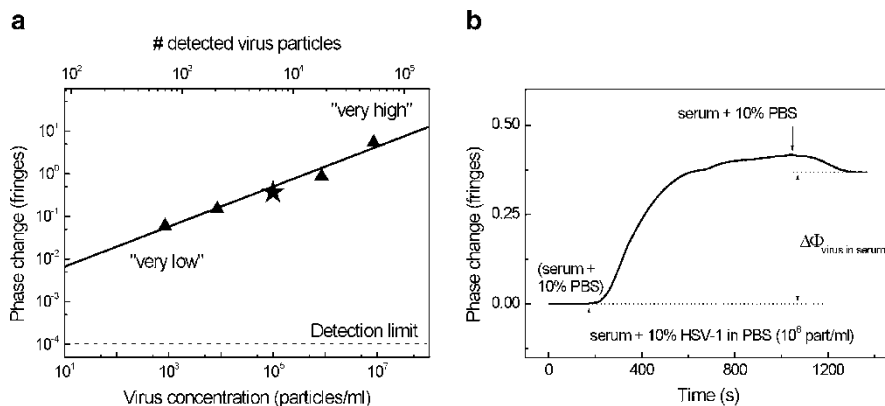 a
# detected virus particles
10² 10³ 10⁴ 10⁵
"very high"
10¹
10⁰
10⁻¹
10⁻²
10⁻³
10⁻⁴
Phase change (fringes)
"very low"
Detection limit
10¹ 10³ 10⁵ 10⁷
Virus concentration (particles/ml)
b
serum + 10% PBS
0.50
0.25
0.00
Phase change (fringes)
ΔΦvirus in serum
(serum +
10% PBS)
serum + 10% HSV-1 in PBS (10⁶ part/ml)
0 400 800 1200
Time (s)